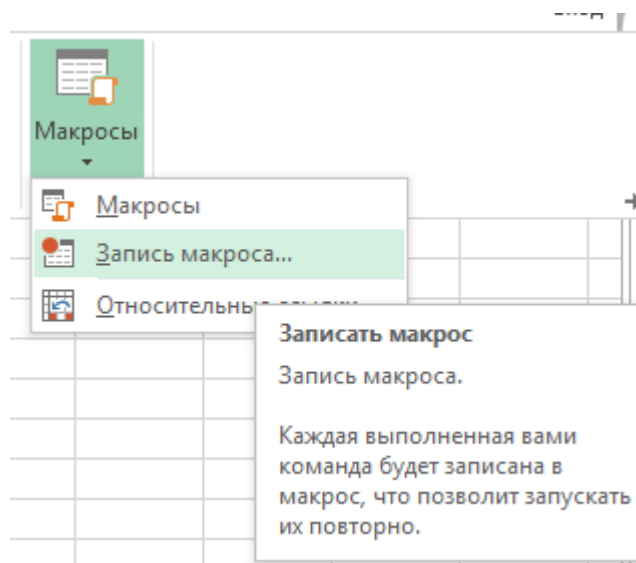 Макросы
Макросы
Запись макроса...
Записать макрос
Запись макроса.
Каждая выполненная вами
команда будет записана в
макрос, что позволит запускать
их повторно.